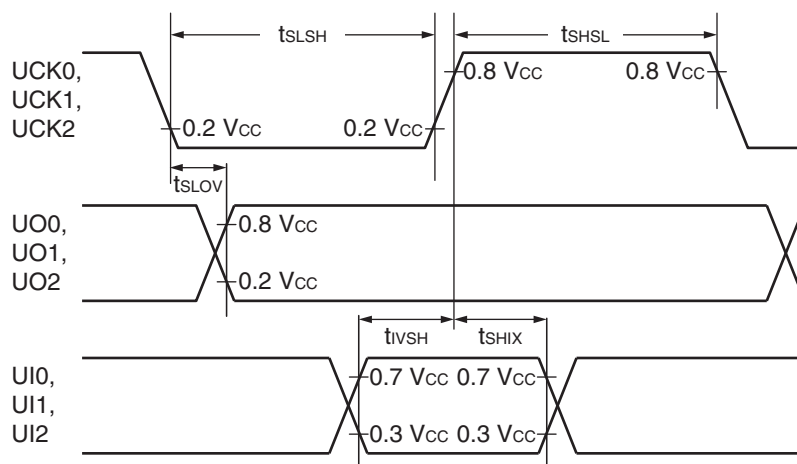 tSLSH tSHSL
UCK0,
UCK1,
UCK2
0.8 VCC 0.8 VCC
0.2 VCC 0.2 VCC
tSLOV
UO0,
UO1,
UO2
0.8 VCC
0.2 VCC
tIVSH tSHIX
UI0,
UI1,
UI2
0.7 VCC 0.7 VCC
0.3 VCC 0.3 VCC